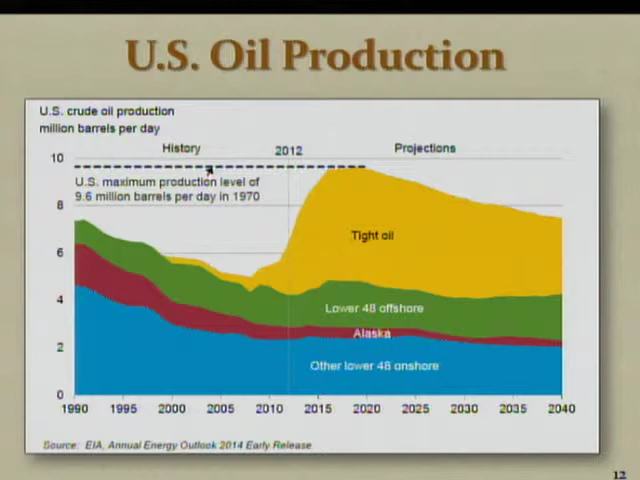 U.S. Oil Production
U.S. crude oil production
million barrels per day
History 2012 Projections
10
U.S. maximum production level of
9.6 million barrels per day in 1970
8
Tight oil
6
4
Lower 48 offshore
Alaska
2
Other lower 48 onshore
0
1990 1995 2000 2005 2010 2015 2020 2025 2030 2035 2040
Source: EIA, Annual Energy Outlook 2014 Early Release
12